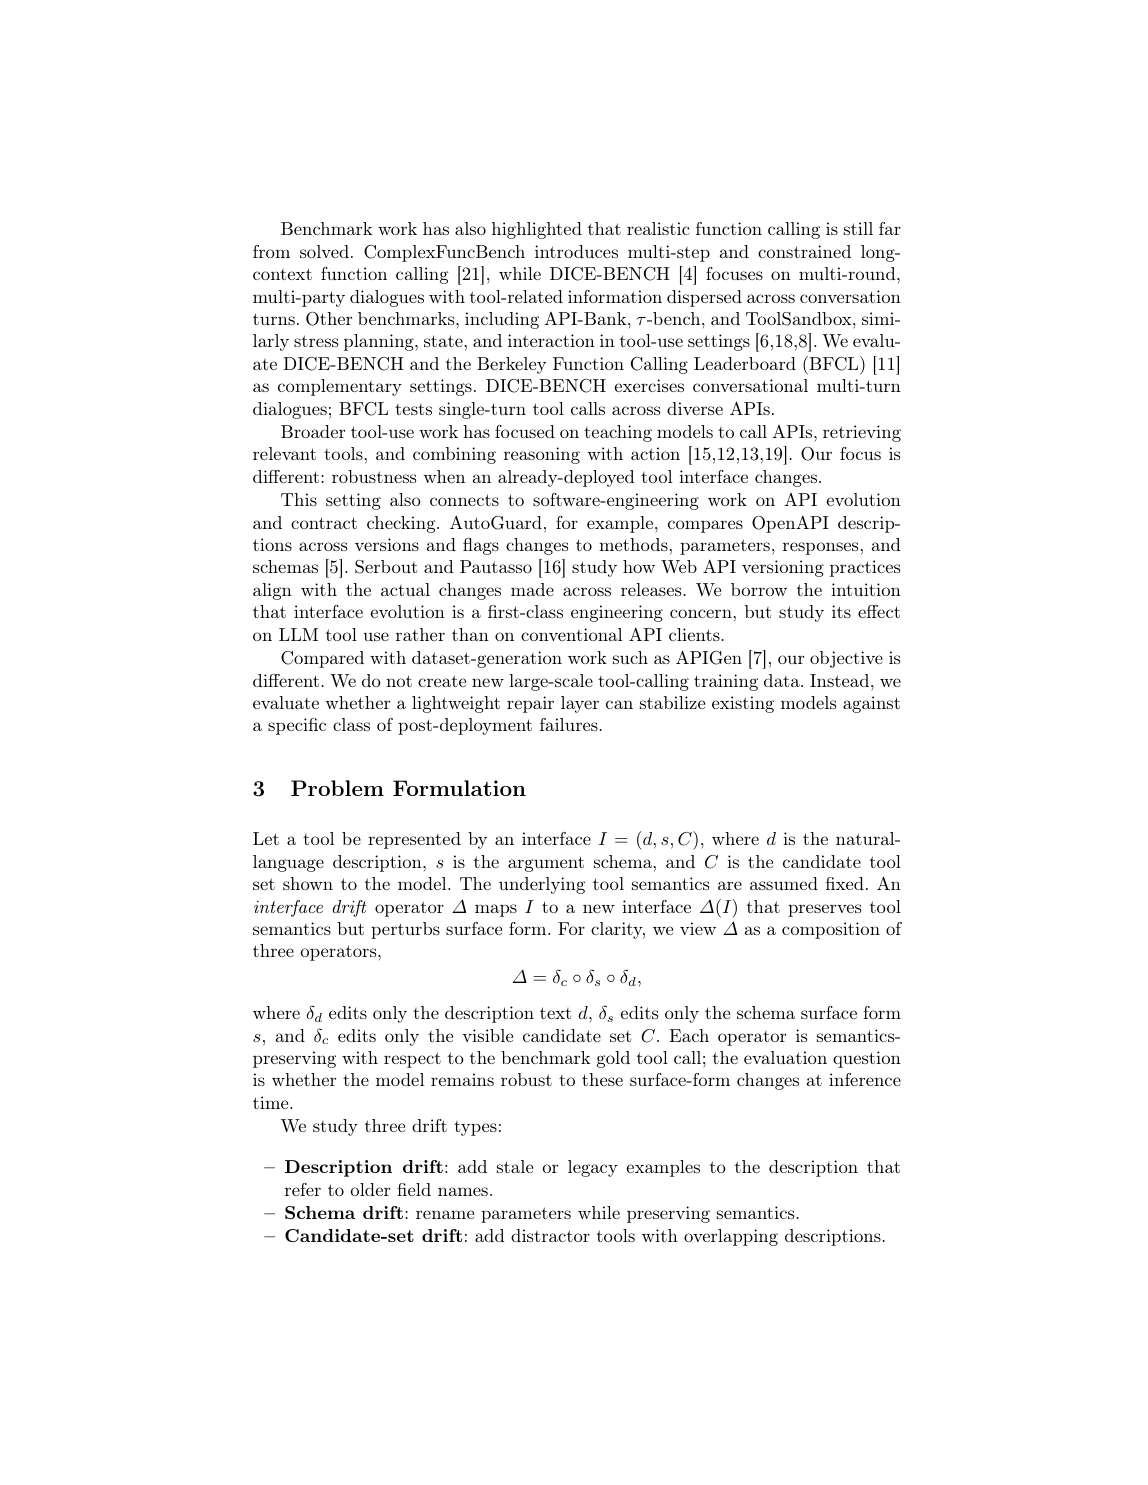 Benchmark work has also highlighted that realistic function calling is still far
from solved. ComplexFuncBench introduces multi-step and constrained long-
context function calling [21], while DICE-BENCH [4] focuses on multi-round,
multi-party dialogues with tool-related information dispersed across conversation
turns. Other benchmarks, including API-Bank, τ-bench, and ToolSandbox, simi-
larly stress planning, state, and interaction in tool-use settings [6,18,8]. We evalu-
ate DICE-BENCH and the Berkeley Function Calling Leaderboard (BFCL) [11]
as complementary settings. DICE-BENCH exercises conversational multi-turn
dialogues; BFCL tests single-turn tool calls across diverse APIs.
Broader tool-use work has focused on teaching models to call APIs, retrieving
relevant tools, and combining reasoning with action [15,12,13,19]. Our focus is
different: robustness when an already-deployed tool interface changes.
This setting also connects to software-engineering work on API evolution
and contract checking. AutoGuard, for example, compares OpenAPI descrip-
tions across versions and flags changes to methods, parameters, responses, and
schemas [5]. Serbout and Pautasso [16] study how Web API versioning practices
align with the actual changes made across releases. We borrow the intuition
that interface evolution is a first-class engineering concern, but study its effect
on LLM tool use rather than on conventional API clients.
Compared with dataset-generation work such as APIGen [7], our objective is
different. We do not create new large-scale tool-calling training data. Instead, we
evaluate whether a lightweight repair layer can stabilize existing models against
a specific class of post-deployment failures.
3 Problem Formulation
Let a tool be represented by an interface I = (d, s, C), where d is the natural-
language description, s is the argument schema, and C is the candidate tool
set shown to the model. The underlying tool semantics are assumed fixed. An
interface drift operator Δ maps I to a new interface Δ(I) that preserves tool
semantics but perturbs surface form. For clarity, we view Δ as a composition of
three operators,
Δ = δc ∘ δs ∘ δd,
where δd edits only the description text d, δs edits only the schema surface form
s, and δc edits only the visible candidate set C. Each operator is semantics-
preserving with respect to the benchmark gold tool call; the evaluation question
is whether the model remains robust to these surface-form changes at inference
time.
We study three drift types:
– Description drift: add stale or legacy examples to the description that
refer to older field names.
– Schema drift: rename parameters while preserving semantics.
– Candidate-set drift: add distractor tools with overlapping descriptions.